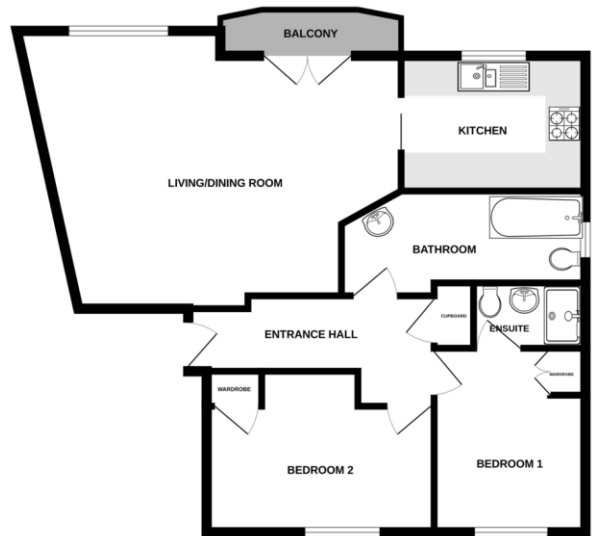 BALCONY
KITCHEN
LIVING/DINING ROOM
BATHROOM
CUPBOARD
ENSUITE
ENTRANCE HALL
WARDROBE
WARDROBE
BEDROOM 1
BEDROOM 2